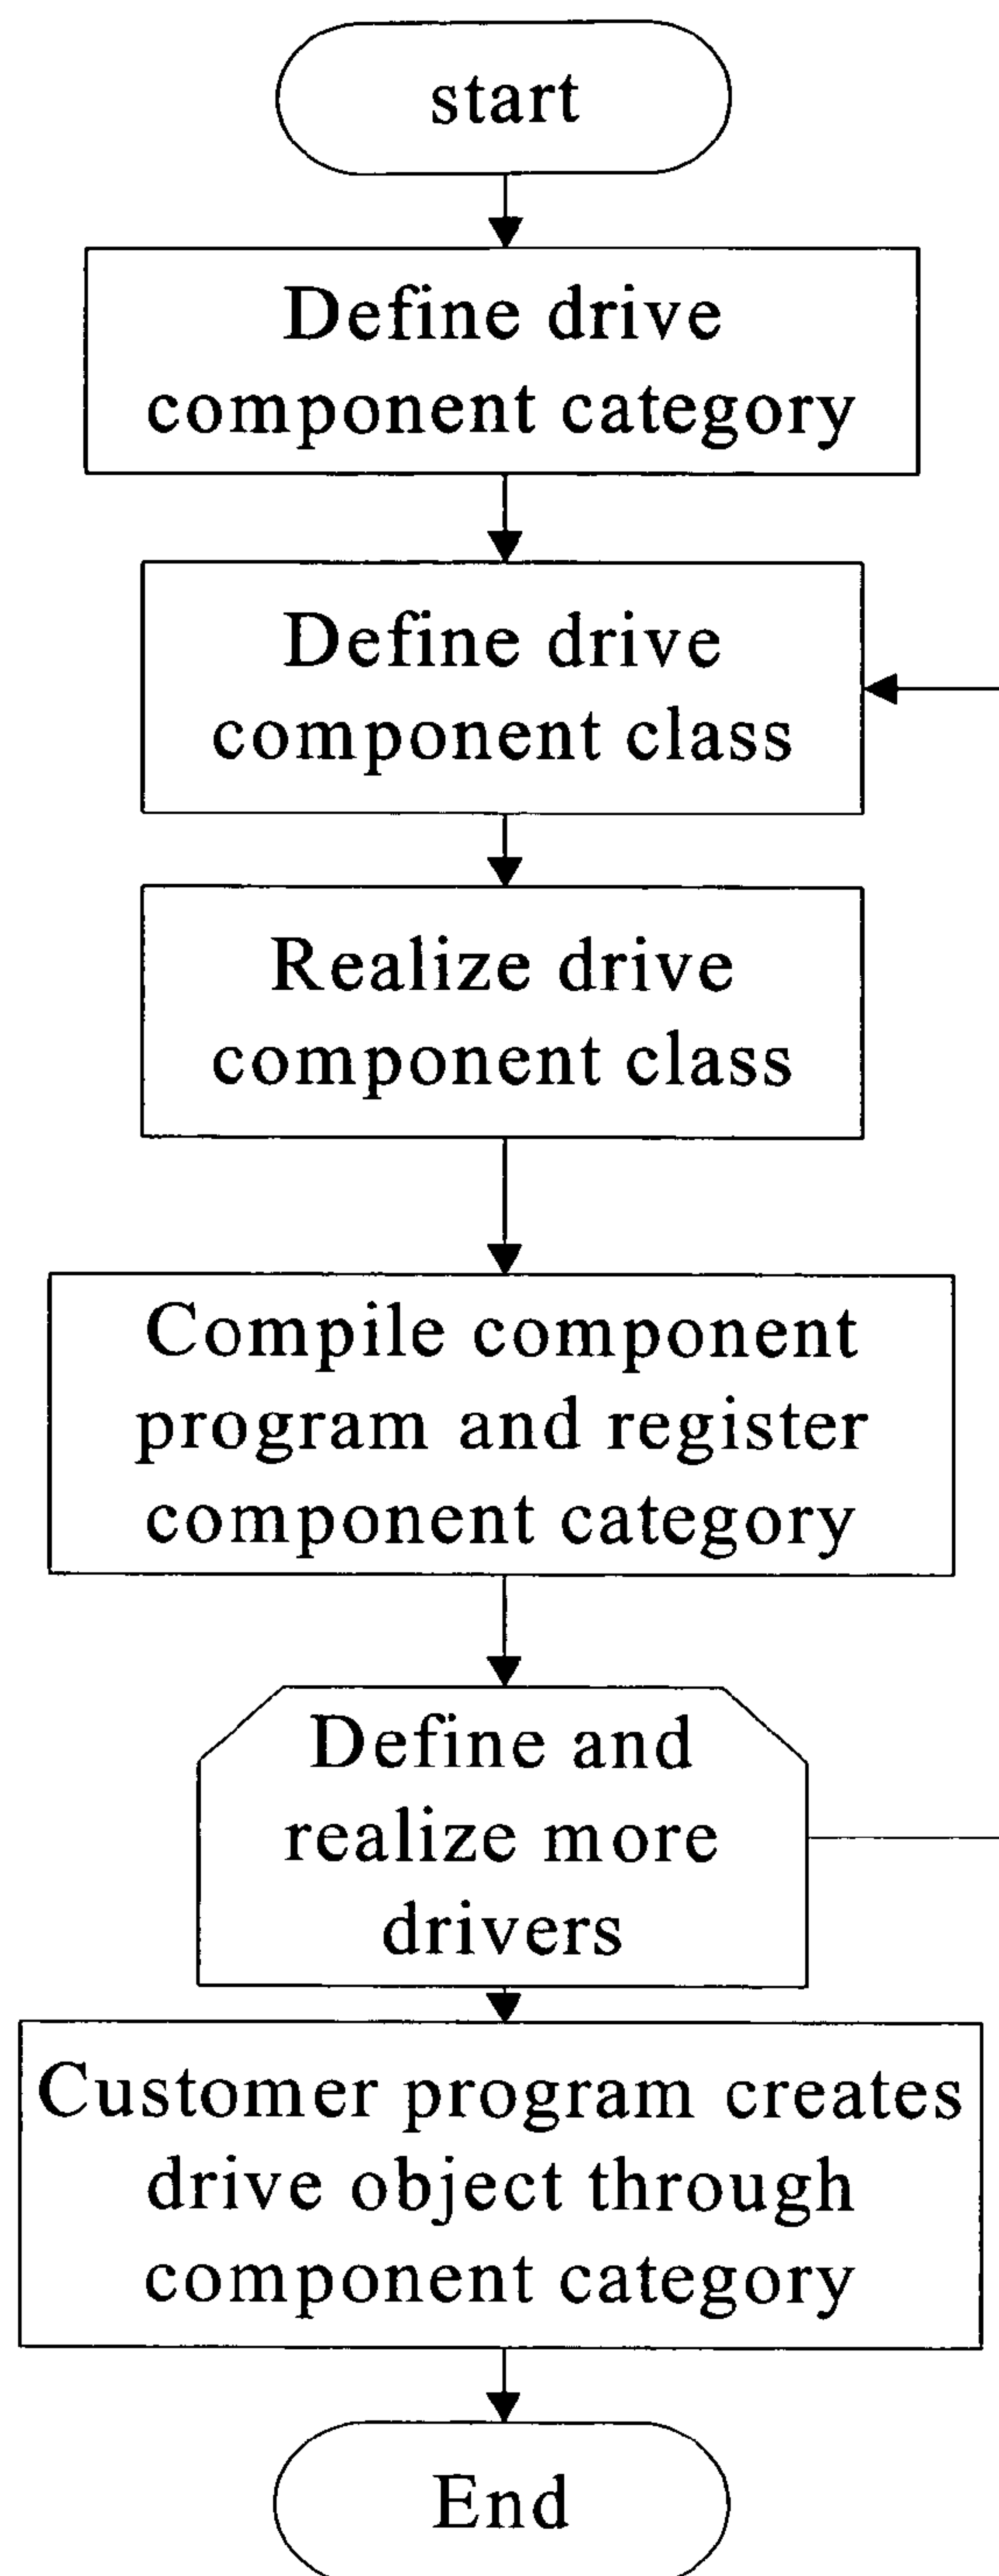 start
Define drive
component category
Define drive
component class
Realize drive
component class
Compile component
program and register
component category
Define and
realize more
drivers
Customer program creates
drive object through
component category
End